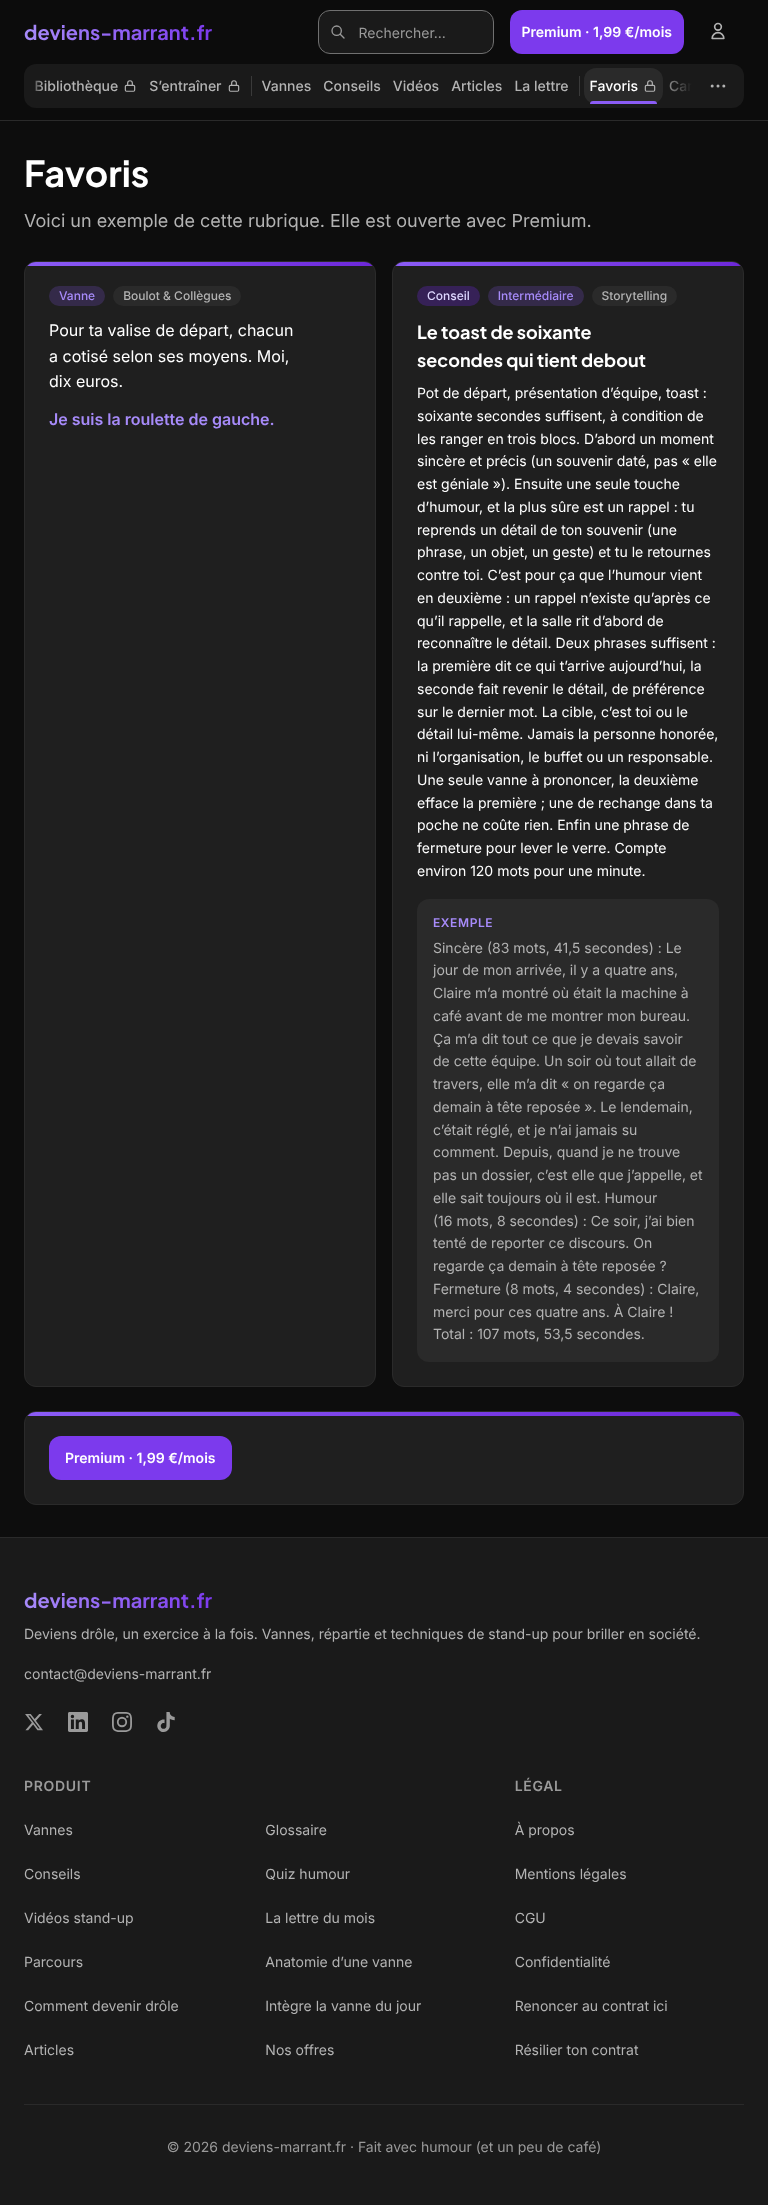 deviens-marrant.fr
Rechercher...
Premium · 1,99 €/mois
Bibliothèque
S’entraîner
Vannes
Conseils
Vidéos
Articles
La lettre
Favoris
Favoris
Voici un exemple de cette rubrique. Elle est ouverte avec Premium.
Vanne
Boulot & Collègues
Pour ta valise de départ, chacun
a cotisé selon ses moyens. Moi,
dix euros.
Je suis la roulette de gauche.
Conseil
Intermédiaire
Storytelling
Le toast de soixante
secondes qui tient debout
Pot de départ, présentation d’équipe, toast :
soixante secondes suffisent, à condition de
les ranger en trois blocs. D’abord un moment
sincère et précis (un souvenir daté, pas « elle
est géniale »). Ensuite une seule touche
d’humour, et la plus sûre est un rappel : tu
reprends un détail de ton souvenir (une
phrase, un objet, un geste) et tu le retournes
contre toi. C’est pour ça que l’humour vient
en deuxième : un rappel n’existe qu’après ce
qu’il rappelle, et la salle rit d’abord de
reconnaître le détail. Deux phrases suffisent :
la première dit ce qui t’arrive aujourd’hui, la
seconde fait revenir le détail, de préférence
sur le dernier mot. La cible, c’est toi ou le
détail lui-même. Jamais la personne honorée,
ni l’organisation, le buffet ou un responsable.
Une seule vanne à prononcer, la deuxième
efface la première ; une de rechange dans ta
poche ne coûte rien. Enfin une phrase de
fermeture pour lever le verre. Compte
environ 120 mots pour une minute.
EXEMPLE
Sincère (83 mots, 41,5 secondes) : Le
jour de mon arrivée, il y a quatre ans,
Claire m’a montré où était la machine à
café avant de me montrer mon bureau.
Ça m’a dit tout ce que je devais savoir
de cette équipe. Un soir où tout allait de
travers, elle m’a dit « on regarde ça
demain à tête reposée ». Le lendemain,
c’était réglé, et je n’ai jamais su
comment. Depuis, quand je ne trouve
pas un dossier, c’est elle que j’appelle, et
elle sait toujours où il est. Humour
(16 mots, 8 secondes) : Ce soir, j’ai bien
tenté de reporter ce discours. On
regarde ça demain à tête reposée ?
Fermeture (8 mots, 4 secondes) : Claire,
merci pour ces quatre ans. À Claire !
Total : 107 mots, 53,5 secondes.
Premium · 1,99 €/mois
deviens-marrant.fr
Deviens drôle, un exercice à la fois. Vannes, répartie et techniques de stand-up pour briller en société.
contact@deviens-marrant.fr
PRODUIT
Vannes
Conseils
Vidéos stand-up
Parcours
Comment devenir drôle
Articles
Glossaire
Quiz humour
La lettre du mois
Anatomie d’une vanne
Intègre la vanne du jour
Nos offres
LÉGAL
À propos
Mentions légales
CGU
Confidentialité
Renoncer au contrat ici
Résilier ton contrat
© 2026 deviens-marrant.fr · Fait avec humour (et un peu de café)